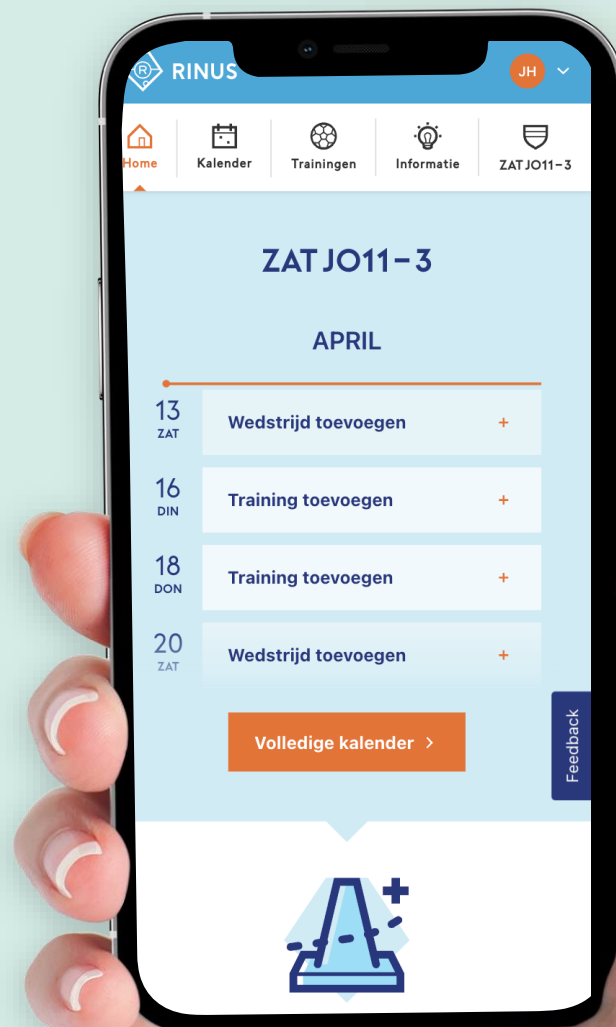 RINUS
JH
Home
Kalender
Trainingen
Informatie
ZAT JO11-3
ZAT JO11-3
APRIL
13
ZAT
Wedstrijd toevoegen +
16
DIN
Training toevoegen +
18
DON
Training toevoegen +
20
ZAT
Wedstrijd toevoegen +
Volledige kalender >
Feedback
R